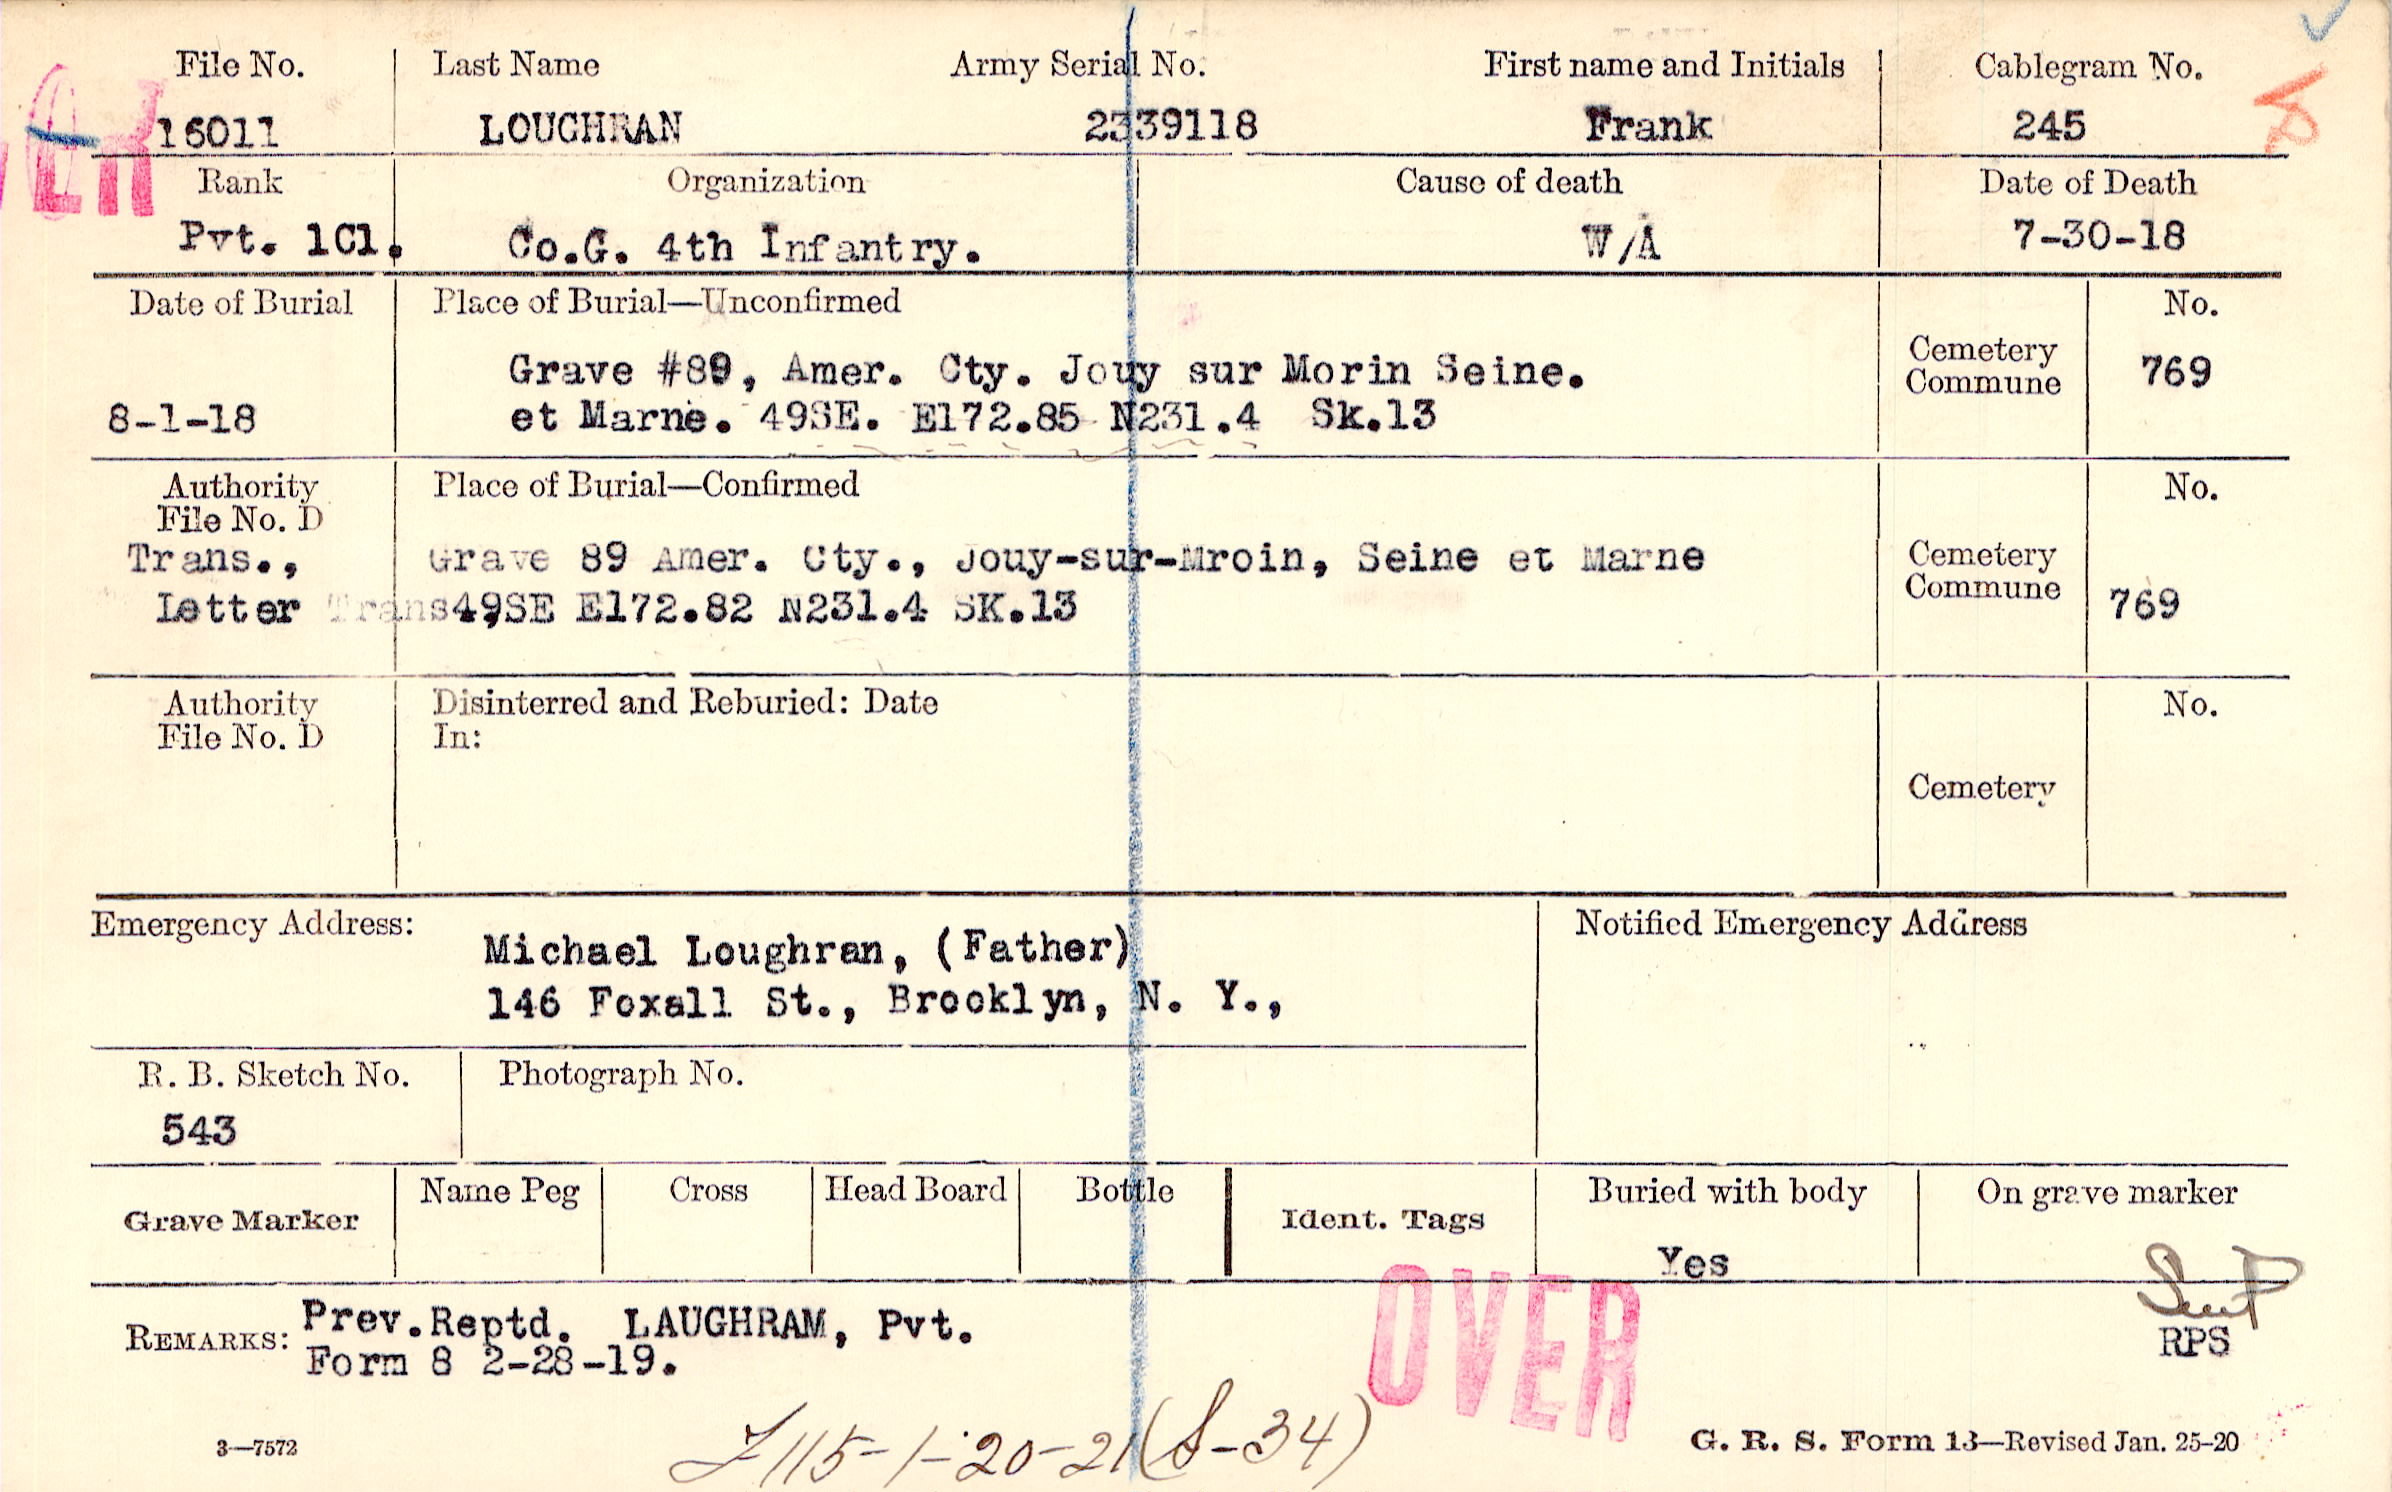 File No. Last Name Army Serial No. First name and Initials Cablegram No.
16011 LOUGHRAN 2339118 Frank 245
Rank Organization Cause of death Date of Death
Pvt. 1Cl. Co.G. 4th Infantry. W/A 7-30-18
Date of Burial Place of Burial—Unconfirmed No.
Grave #89, Amer. Cty. Jouy sur Morin Seine. Cemetery Commune 769
8-1-18 et Marne. 49SE. E172.85 N231.4 Sk.13
Authority Place of Burial—Confirmed No.
File No. D
Trans., Grave 89 Amer. Cty., Jouy-sur-Mroin, Seine et Marne Cemetery
Letter Trans49,SE E172.82 N231.4 SK.13 Commune 769
Authority Disinterred and Reburied: Date No.
File No. D In:
Cemetery
Emergency Address: Notified Emergency Address
Michael Loughran, (Father)
146 Foxall St., Brooklyn, N. Y.,
R. B. Sketch No. Photograph No.
543
Grave Marker Name Peg Cross Head Board Bottle Ident. Tags Buried with body On grave marker
Yes
OVER
REMARKS: Prev.Reptd. LAUGHRAM, Pvt. RPS
Form 8 2-28-19.
115-1-20-21 (S-34)
3—7572 G. R. S. Form 13—Revised Jan. 25-20